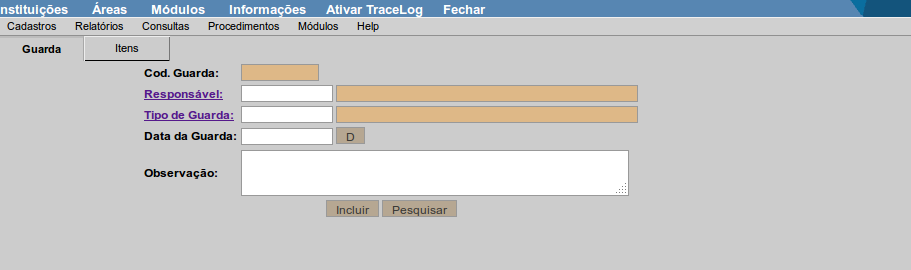 nstituições Áreas Módulos Informações Ativar TraceLog Fechar
Cadastros Relatórios Consultas Procedimentos Módulos Help
Guarda Itens
Cod. Guarda:
Responsável:
Tipo de Guarda:
Data da Guarda: D
Observação:
Incluir Pesquisar